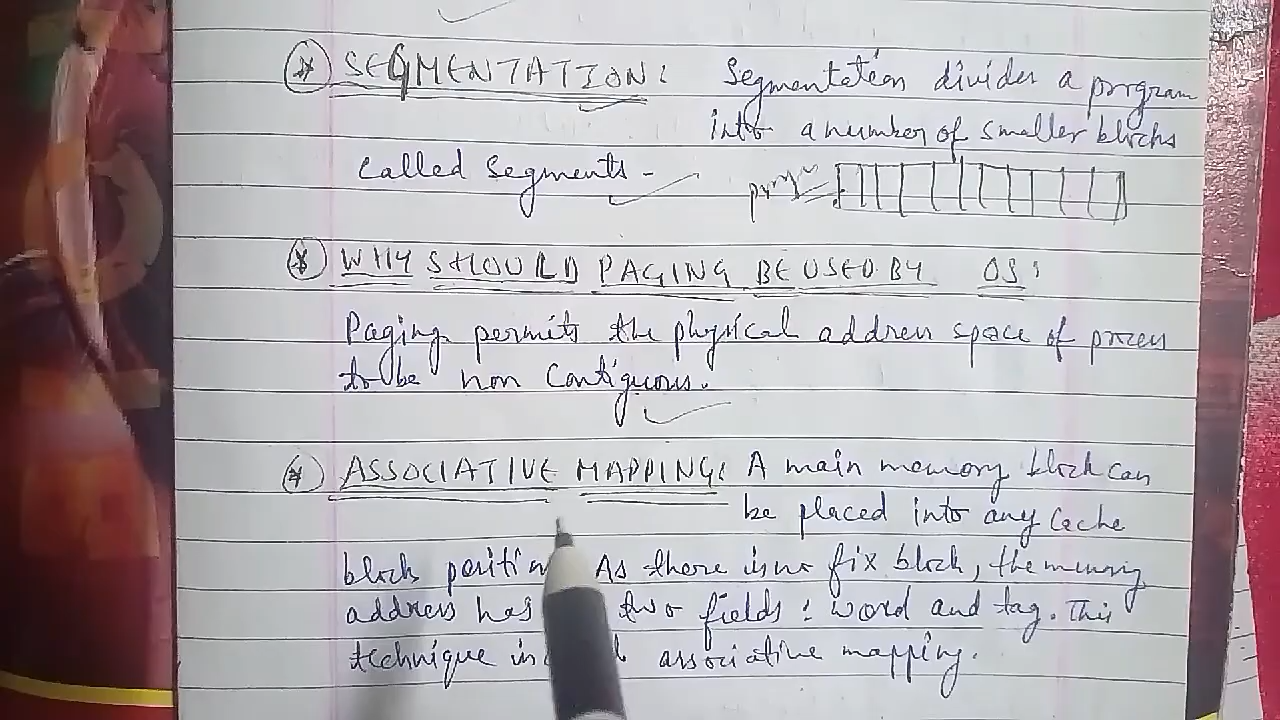 SEGMENTATION: Segmentation divides a program
into a number of smaller blocks
called segments -
WHY SHOULD PAGING BE USED BY OS:
Paging permits the physical address space of process
to be non contiguous.
ASSOCIATIVE MAPPING: A main memory block can
be placed into any cache
block position As there is no fix block, the memory
address has two fields : word and tag. This
technique is associative mapping.